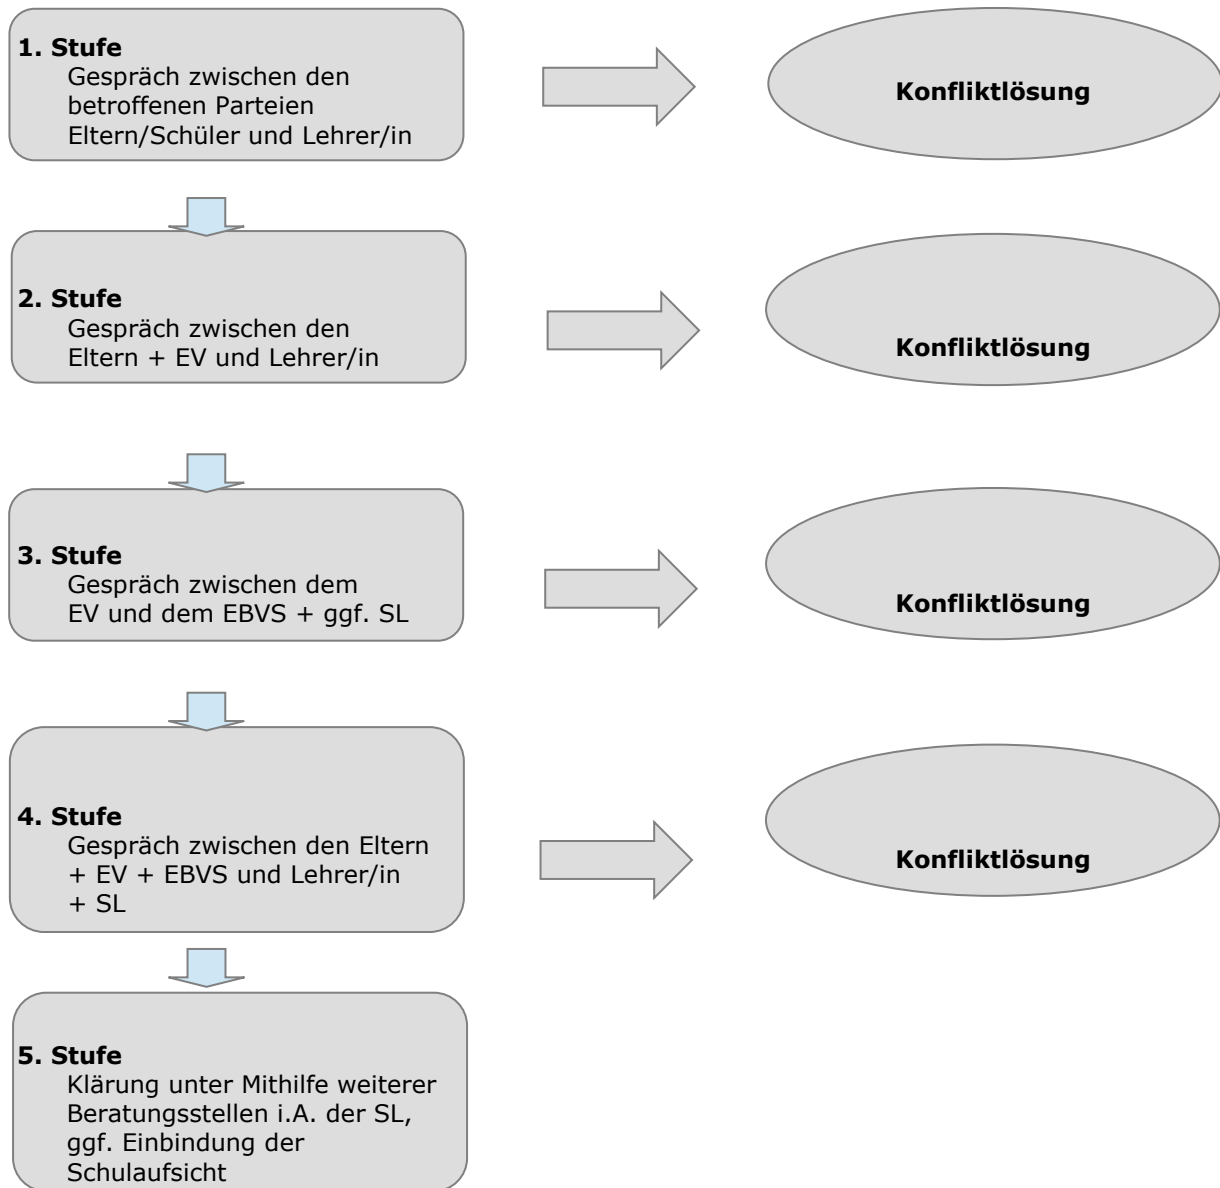 1. Stufe
Gespräch zwischen den
betroffenen Parteien
Eltern/Schüler und Lehrer/in
Konfliktlösung
2. Stufe
Gespräch zwischen den
Eltern + EV und Lehrer/in
Konfliktlösung
3. Stufe
Gespräch zwischen dem
EV und dem EBVS + ggf. SL
Konfliktlösung
4. Stufe
Gespräch zwischen den Eltern
+ EV + EBVS und Lehrer/in
+ SL
Konfliktlösung
5. Stufe
Klärung unter Mithilfe weiterer
Beratungsstellen i.A. der SL,
ggf. Einbindung der
Schulaufsicht